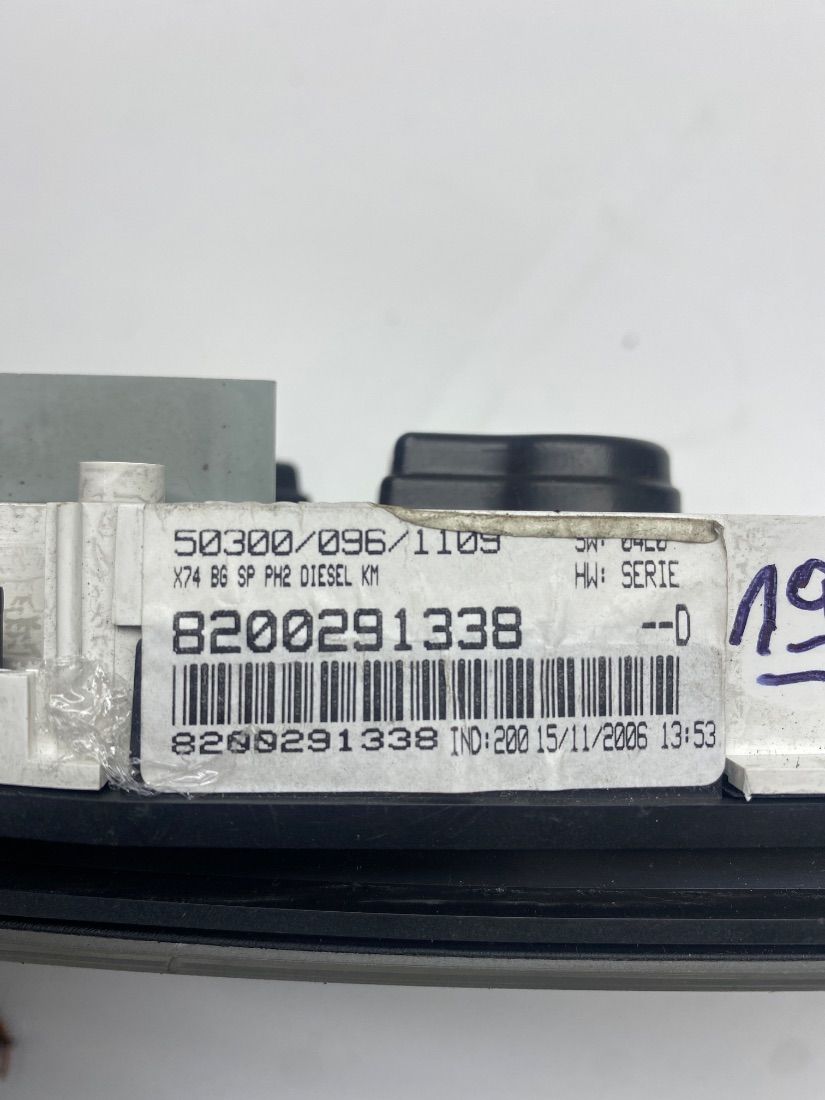 50300/096/1109
HW: SERIE
X74 BG SP PH2 DIESEL KM
8200291338 --D
8200291338 IND:200 15/11/2006 13:53
19